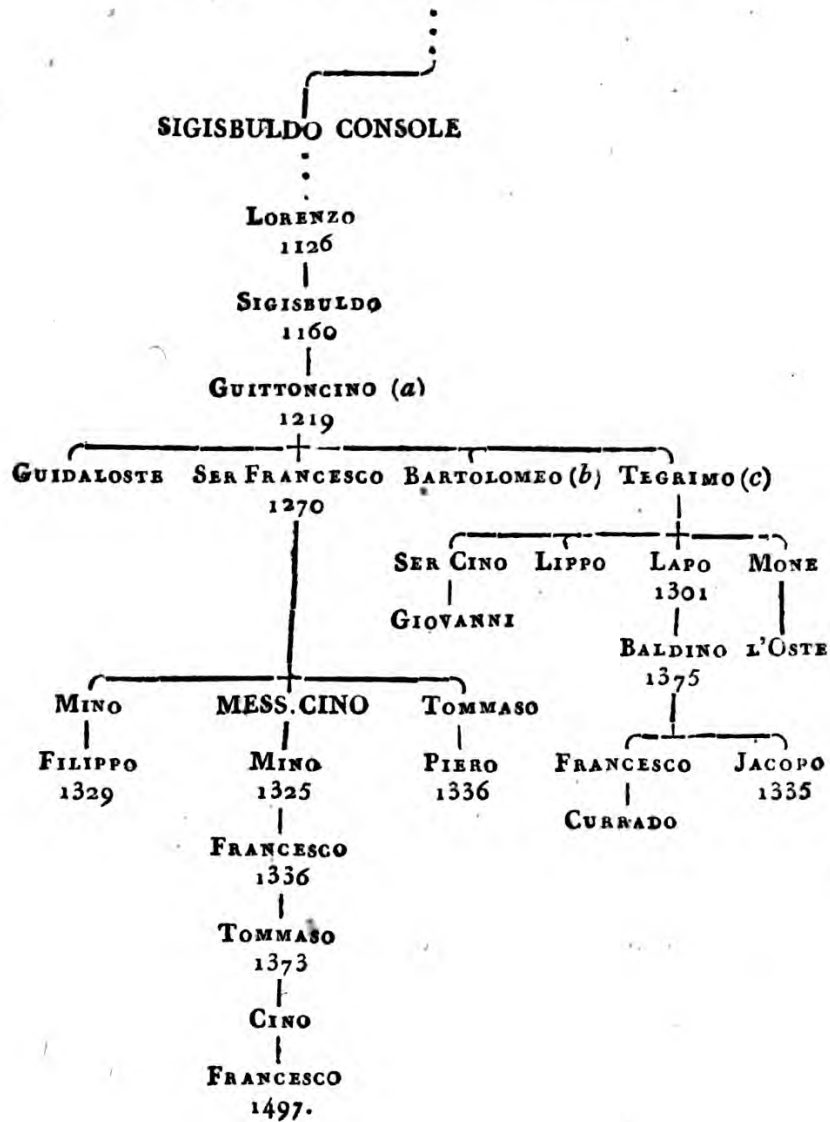 SIGISBULDO CONSOLE
LORENZO
1126
SIGISBULDO
1160
GUITTONCINO (a)
1219
GUIDALOSTE SER FRANCESCO BARTOLOMEO (b) TEGRIMO (c)
1270
SER CINO LIPPO LAPO MONE
1301
GIOVANNI
BALDINO L'OSTE
1375
MINO MESS. CINO TOMMASO
FILIPPO MINO PIERO FRANCESCO JACOPO
1329 1325 1336 1335
CURRADO
FRANCESCO
1336
TOMMASO
1373
CINO
FRANCESCO
1497.